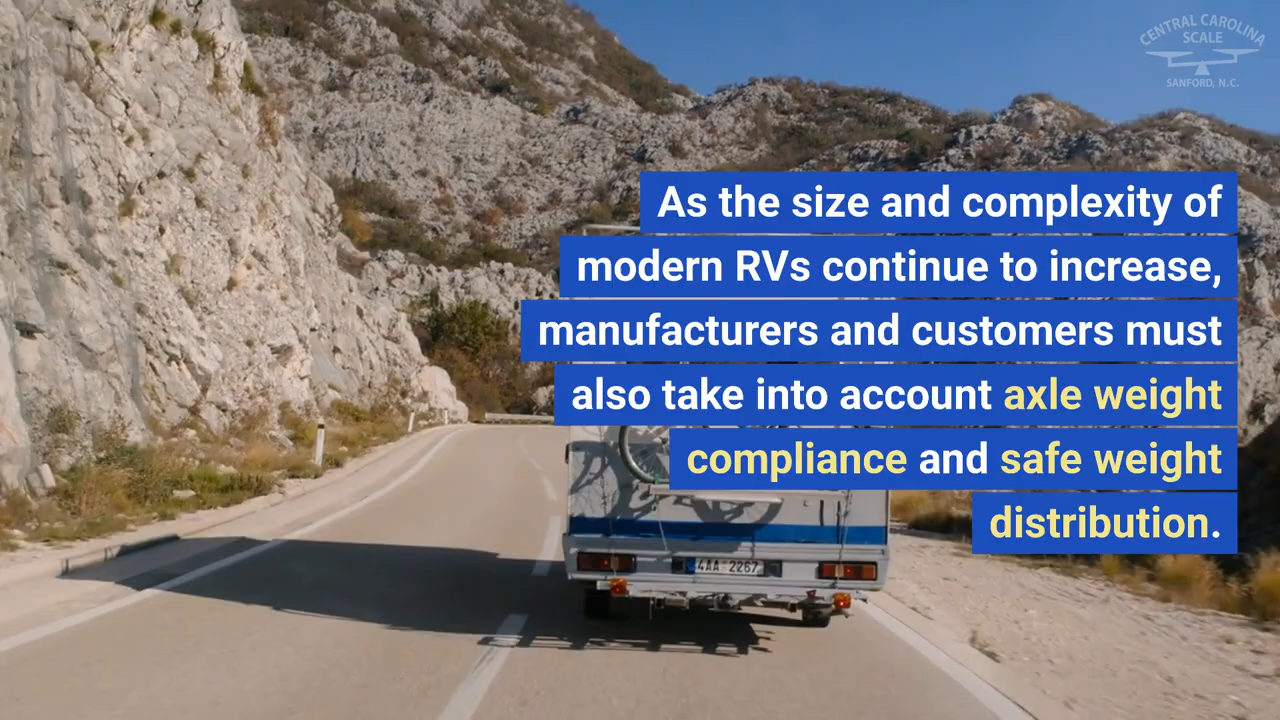 CENTRAL CAROLINA
SCALE
SANFORD, N.C.
As the size and complexity of
modern RVs continue to increase,
manufacturers and customers must
also take into account axle weight
compliance and safe weight
distribution.
4AA 2267